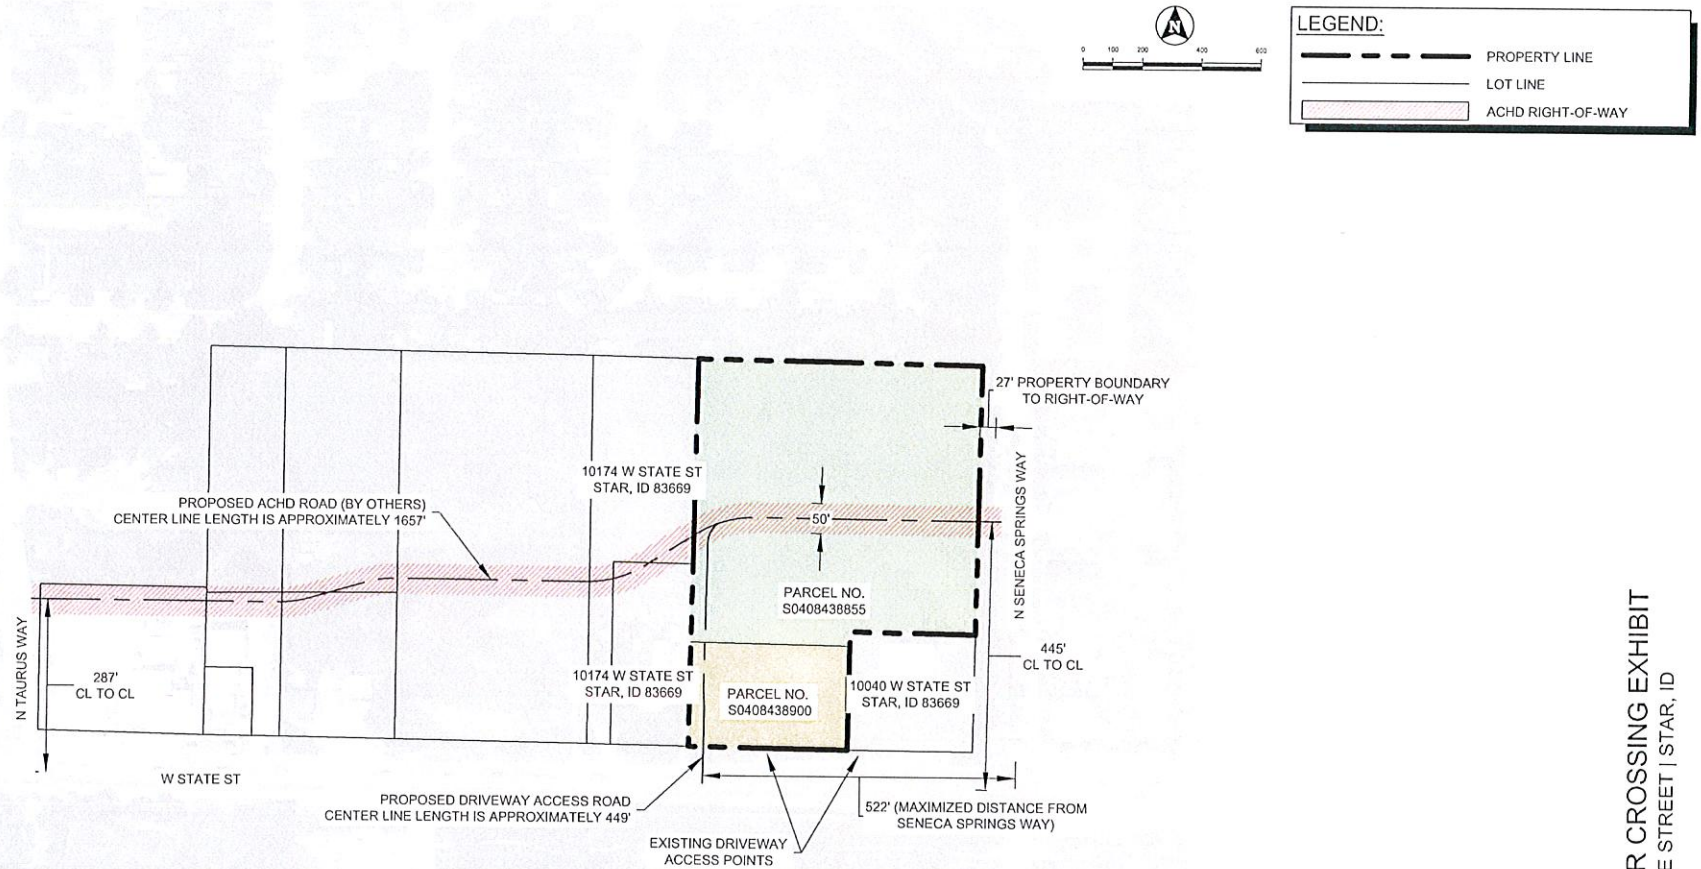 N
0 100 200 400 600
LEGEND:
PROPERTY LINE
LOT LINE
ACHD RIGHT-OF-WAY
27' PROPERTY BOUNDARY
TO RIGHT-OF-WAY
10174 W STATE ST
STAR, ID 83669
PROPOSED ACHD ROAD (BY OTHERS)
CENTER LINE LENGTH IS APPROXIMATELY 1657'
50'
N SENECA SPRINGS WAY
PARCEL NO.
S0408438855
N TAURUS WAY
287'
CL TO CL
10174 W STATE ST
STAR, ID 83669
PARCEL NO.
S0408438900
10040 W STATE ST
STAR, ID 83669
445'
CL TO CL
W STATE ST
PROPOSED DRIVEWAY ACCESS ROAD
CENTER LINE LENGTH IS APPROXIMATELY 449'
522' (MAXIMIZED DISTANCE FROM
SENECA SPRINGS WAY)
EXISTING DRIVEWAY
ACCESS POINTS
R CROSSING EXHIBIT
E STREET | STAR, ID